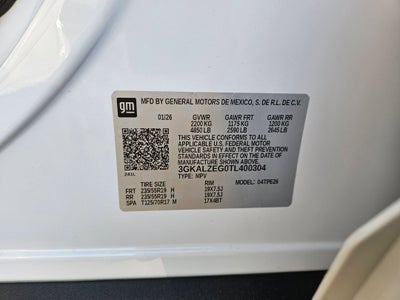 gm MFD BY GENERAL MOTORS DE MEXICO, S. DE R.L. DE C.V.
01/26 GVWR GAWR FRT GAWR RR
2200 KG 1175 KG 1200 KG
4850 LB 2590 LB 2645 LB
THIS VEHICLE CONFORMS TO ALL
APPLICABLE U.S. FEDERAL MOTOR
VEHICLE SAFETY AND THEFT PREVENTION
STANDARDS IN EFFECT ON THE DATE OF
MANUFACTURE SHOWN ABOVE.
3GKALZEG0TL400304
TYPE: MPV
241L
TIRE SIZE RIM MODEL: 04TPE26
FRT 235/55R19 H 19X7.5J
RR 235/55R19 H 19X7.5J
SPA T125/70R17 M 17X4BT